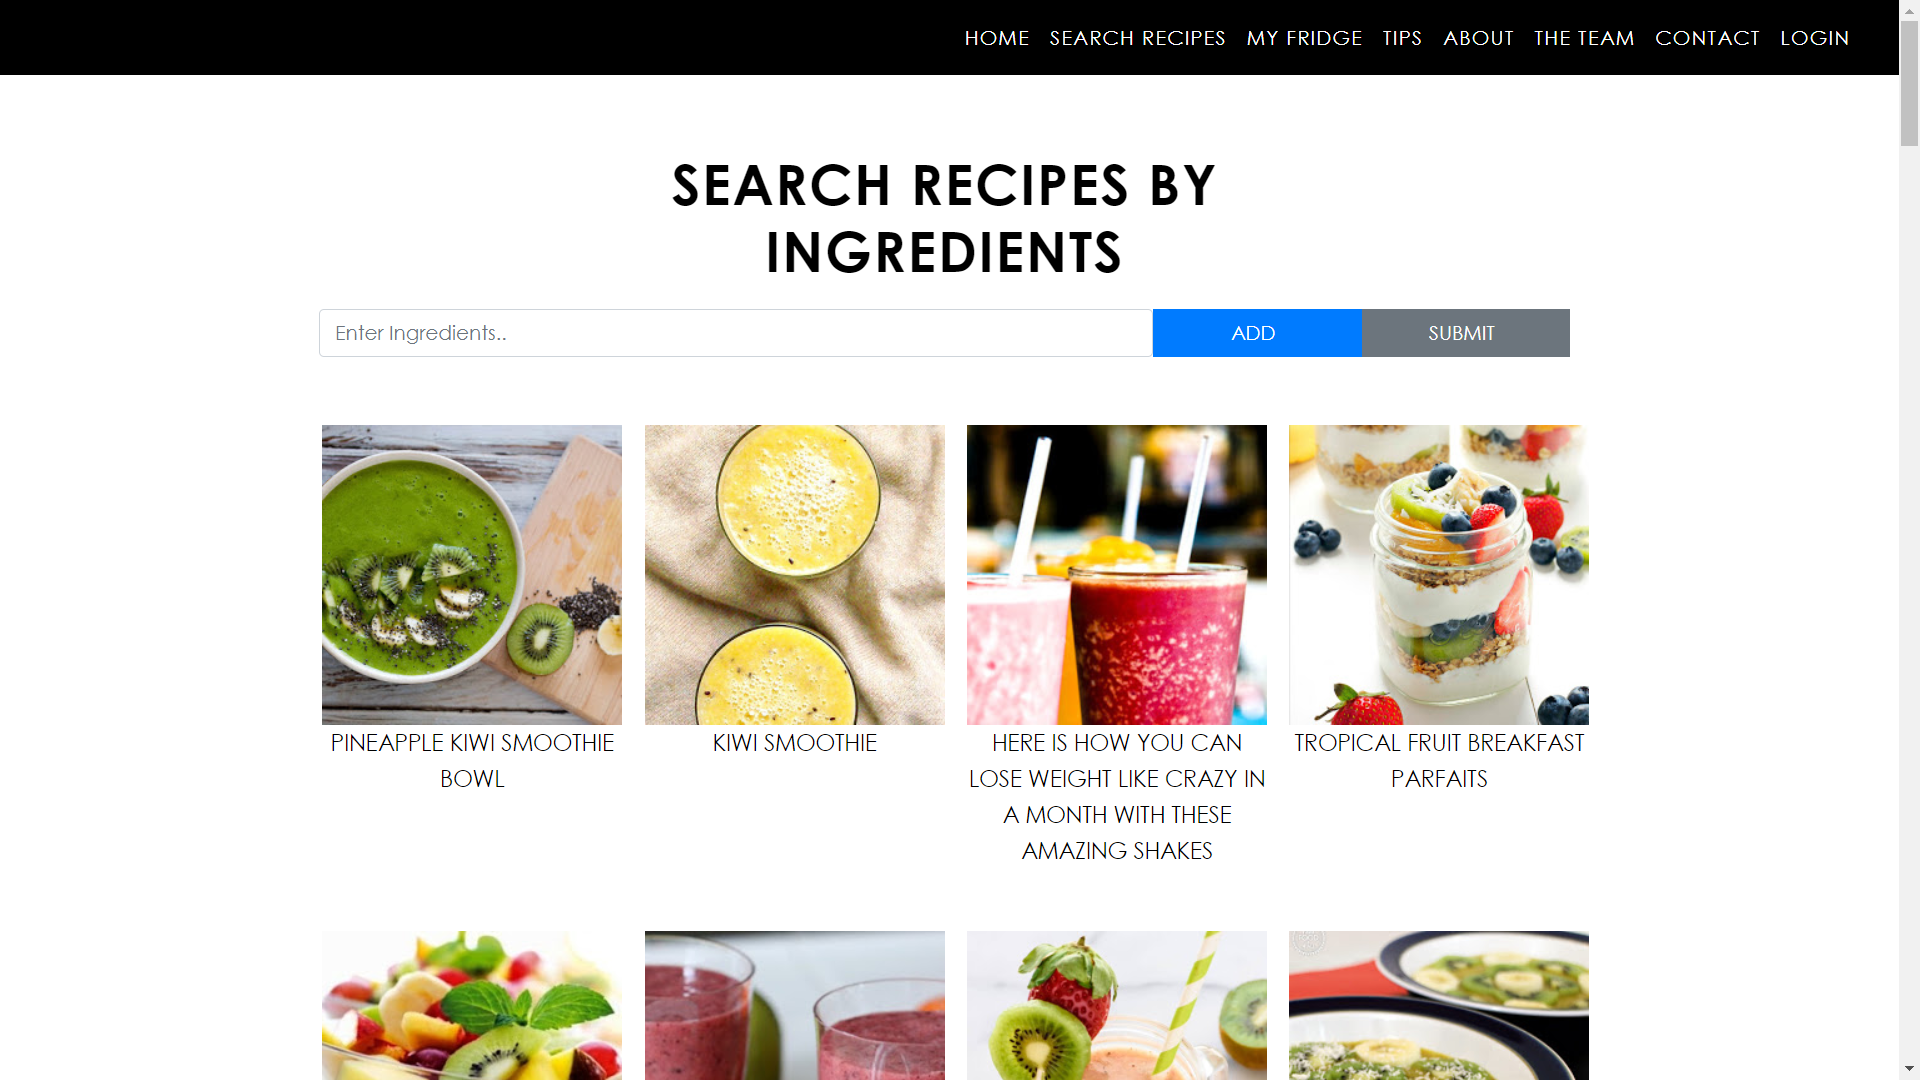 HOME SEARCH RECIPES MY FRIDGE TIPS ABOUT THE TEAM CONTACT LOGIN
SEARCH RECIPES BY
INGREDIENTS
Enter Ingredients..
ADD
SUBMIT
PINEAPPLE KIWI SMOOTHIE
BOWL
KIWI SMOOTHIE
HERE IS HOW YOU CAN
LOSE WEIGHT LIKE CRAZY IN
A MONTH WITH THESE
AMAZING SHAKES
TROPICAL FRUIT BREAKFAST
PARFAITS